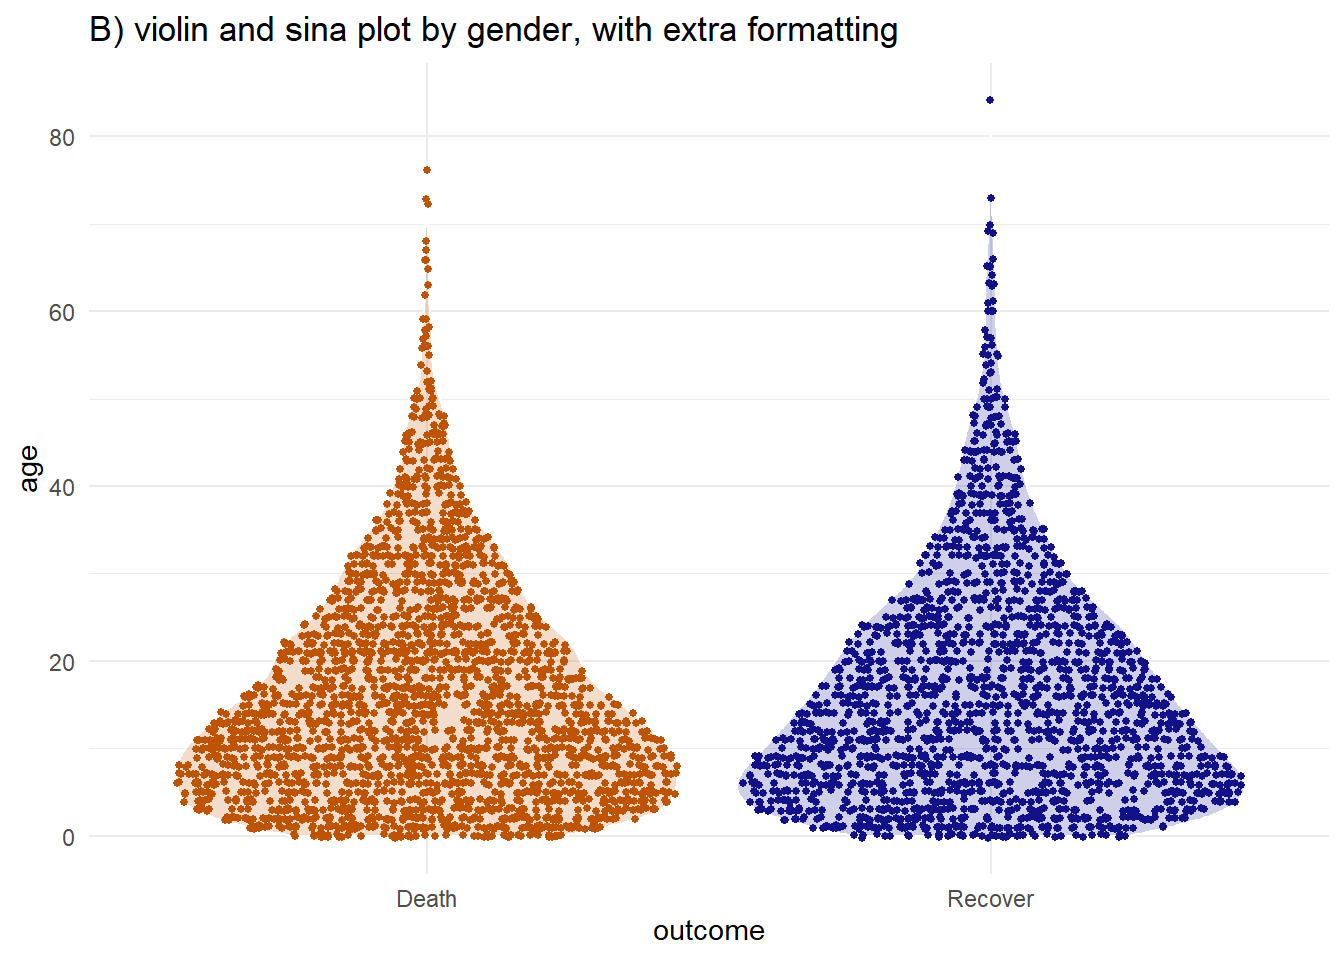 B) violin and sina plot by gender, with extra formatting
80
60
40
20
0
age
Death
Recover
outcome